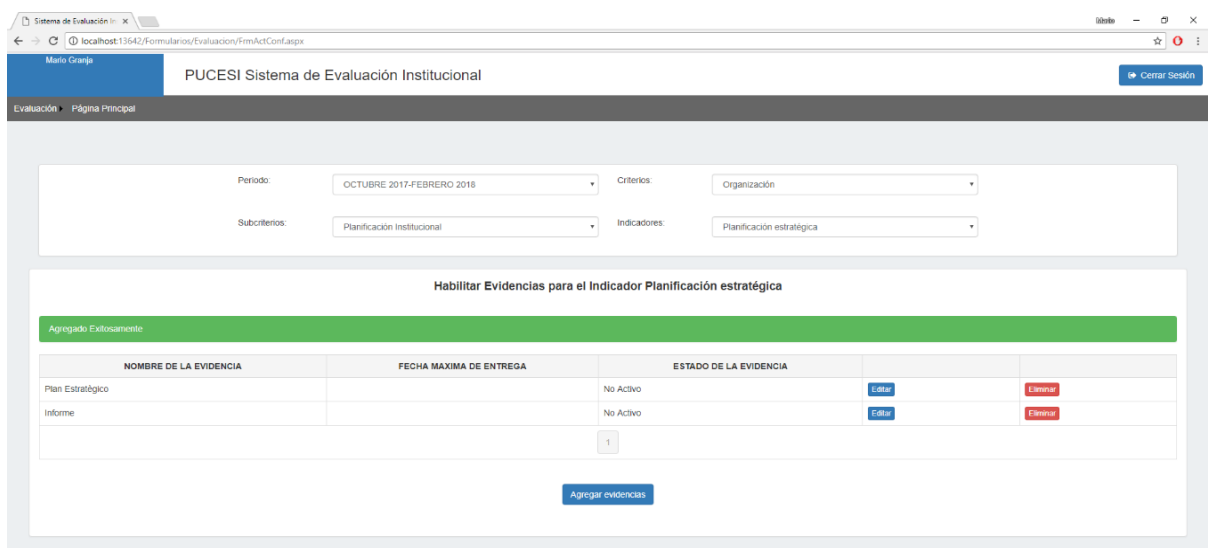 Sistema de Evaluación In
localhost:13642/Formularios/Evaluacion/FrmActConf.aspx
Mario Granja
PUCESI Sistema de Evaluación Institucional
Cerrar Sesión
Evaluación Página Principal
Periodo: OCTUBRE 2017-FEBRERO 2018 Criterios: Organización
Subcriterios: Planificación Institucional Indicadores: Planificación estratégica
Habilitar Evidencias para el Indicador Planificación estratégica
Agregado Exitosamente
NOMBRE DE LA EVIDENCIA FECHA MAXIMA DE ENTREGA ESTADO DE LA EVIDENCIA
Plan Estratégico No Activo Editar Eliminar
Informe No Activo Editar Eliminar
1
Agregar evidencias